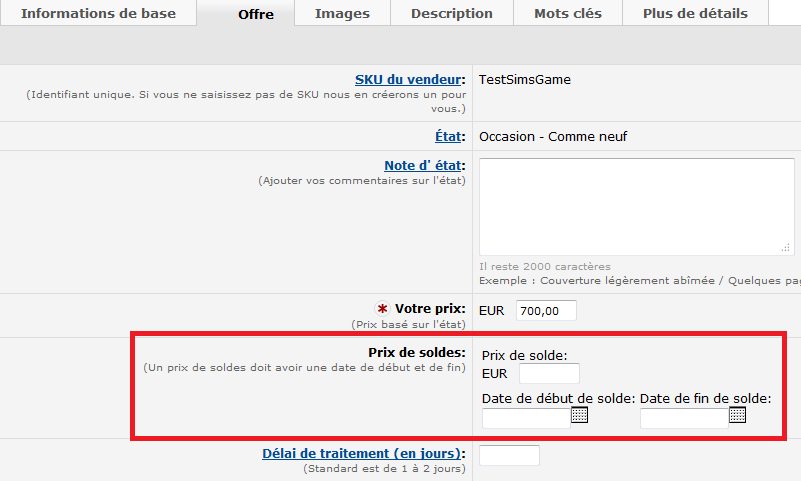 Informations de base Offre Images Description Mots clés Plus de détails
SKU du vendeur: TestSimsGame
(Identifiant unique. Si vous ne saisissez pas de SKU nous en créerons un pour
vous.)
État: Occasion - Comme neuf
Note d' état:
(Ajouter vos commentaires sur l'état)
Il reste 2000 caractères
Exemple : Couverture légèrement abîmée / Quelques
* Votre prix: EUR 700,00
(Prix basé sur l'état)
Prix de soldes: Prix de solde:
(Un prix de soldes doit avoir une date de début et de fin) EUR
Date de début de solde: Date de fin de solde:
Délai de traitement (en jours):
(Standard est de 1 à 2 jours)